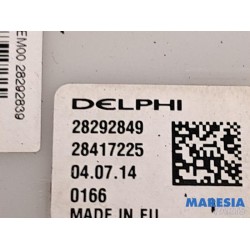 EM00 28292839
DELPHI
28292849
28417225
04.07.14
0166
MADE IN EU
Maresia